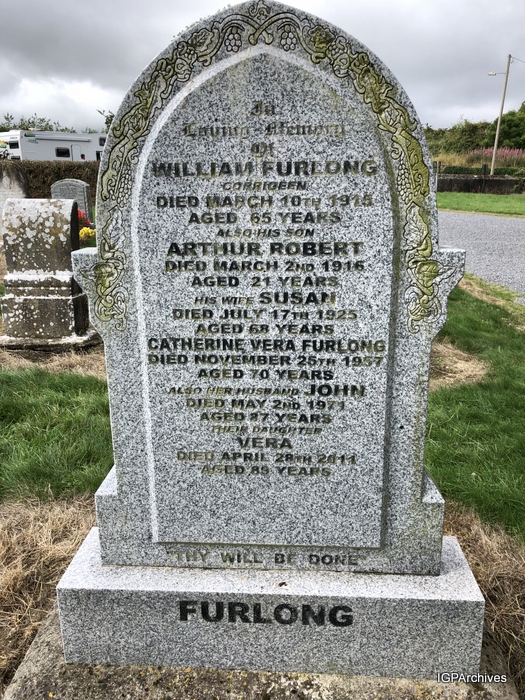 In
Loving Memory
Of
WILLIAM FURLONG
CORRIGEEN
DIED MARCH 10TH 1915
AGED 65 YEARS
ALSO HIS SON
ARTHUR ROBERT
DIED MARCH 2ND 1916
AGED 21 YEARS
HIS WIFE SUSAN
DIED JULY 17TH 1925
AGED 68 YEARS
CATHERINE VERA FURLONG
DIED NOVEMBER 25TH 1957
AGED 70 YEARS
ALSO HER HUSBAND JOHN
DIED MAY 2ND 1971
AGED 87 YEARS
THEIR DAUGHTER
VERA
DIED APRIL 28TH 2011
AGED 85 YEARS
"THY WILL BE DONE"
FURLONG
IGPArchives